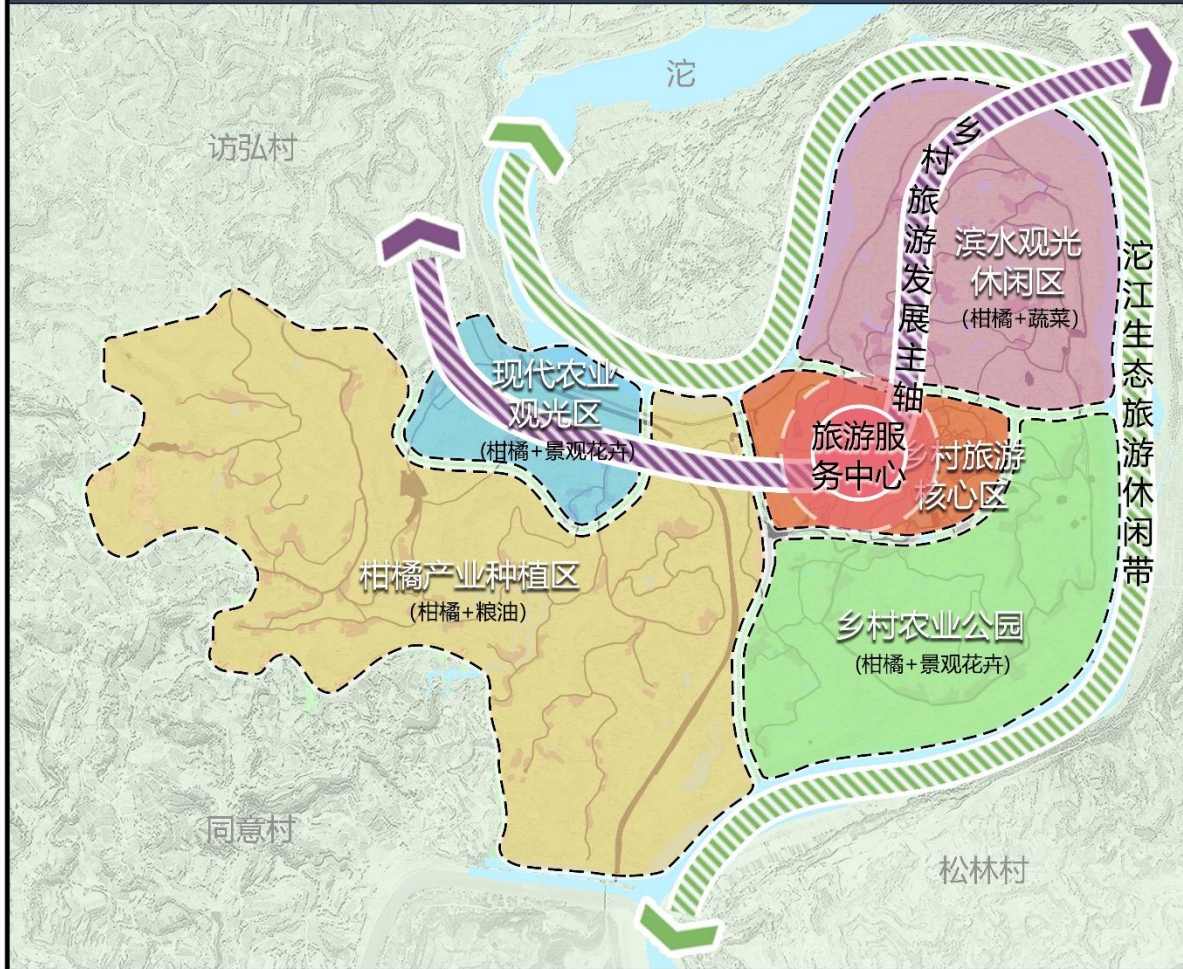 沱
访弘村
乡村旅游发展主轴
滨水观光
休闲区
(柑橘+蔬菜)
沱江生态旅游休闲带
现代农业
观光区
(柑橘+景观花卉)
旅游服
务中心
乡村旅游
核心区
柑橘产业种植区
(柑橘+粮油)
乡村农业公园
(柑橘+景观花卉)
同意村
松林村